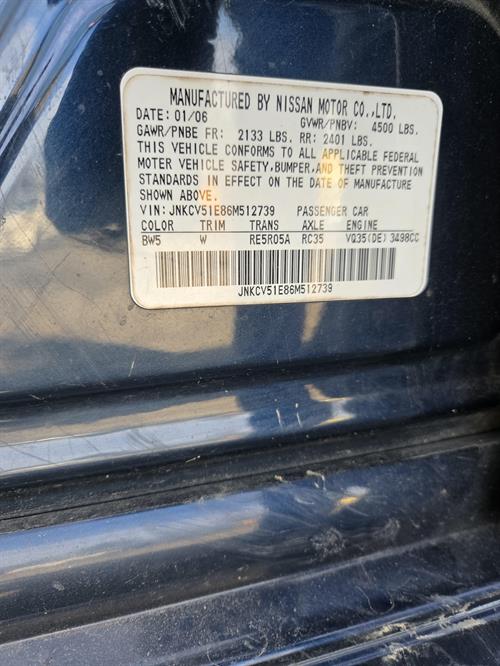 MANUFACTURED BY NISSAN MOTOR CO.,LTD.
DATE: 01/06 GVWR/PNBV: 4500 LBS.
GAWR/PNBE FR: 2133 LBS. RR: 2401 LBS.
THIS VEHICLE CONFORMS TO ALL APPLICABLE FEDERAL
MOTER VEHICLE SAFETY,BUMPER,AND THEFT PREVENTION
STANDARDS IN EFFECT ON THE DATE OF MANUFACTURE
SHOWN ABOVE.
VIN: JNKCV51E86M512739 PASSENGER CAR
COLOR TRIM TRANS AXLE ENGINE
BW5 W RE5R05A RC35 VQ35(DE) 3498CC
JNKCV51E86M512739